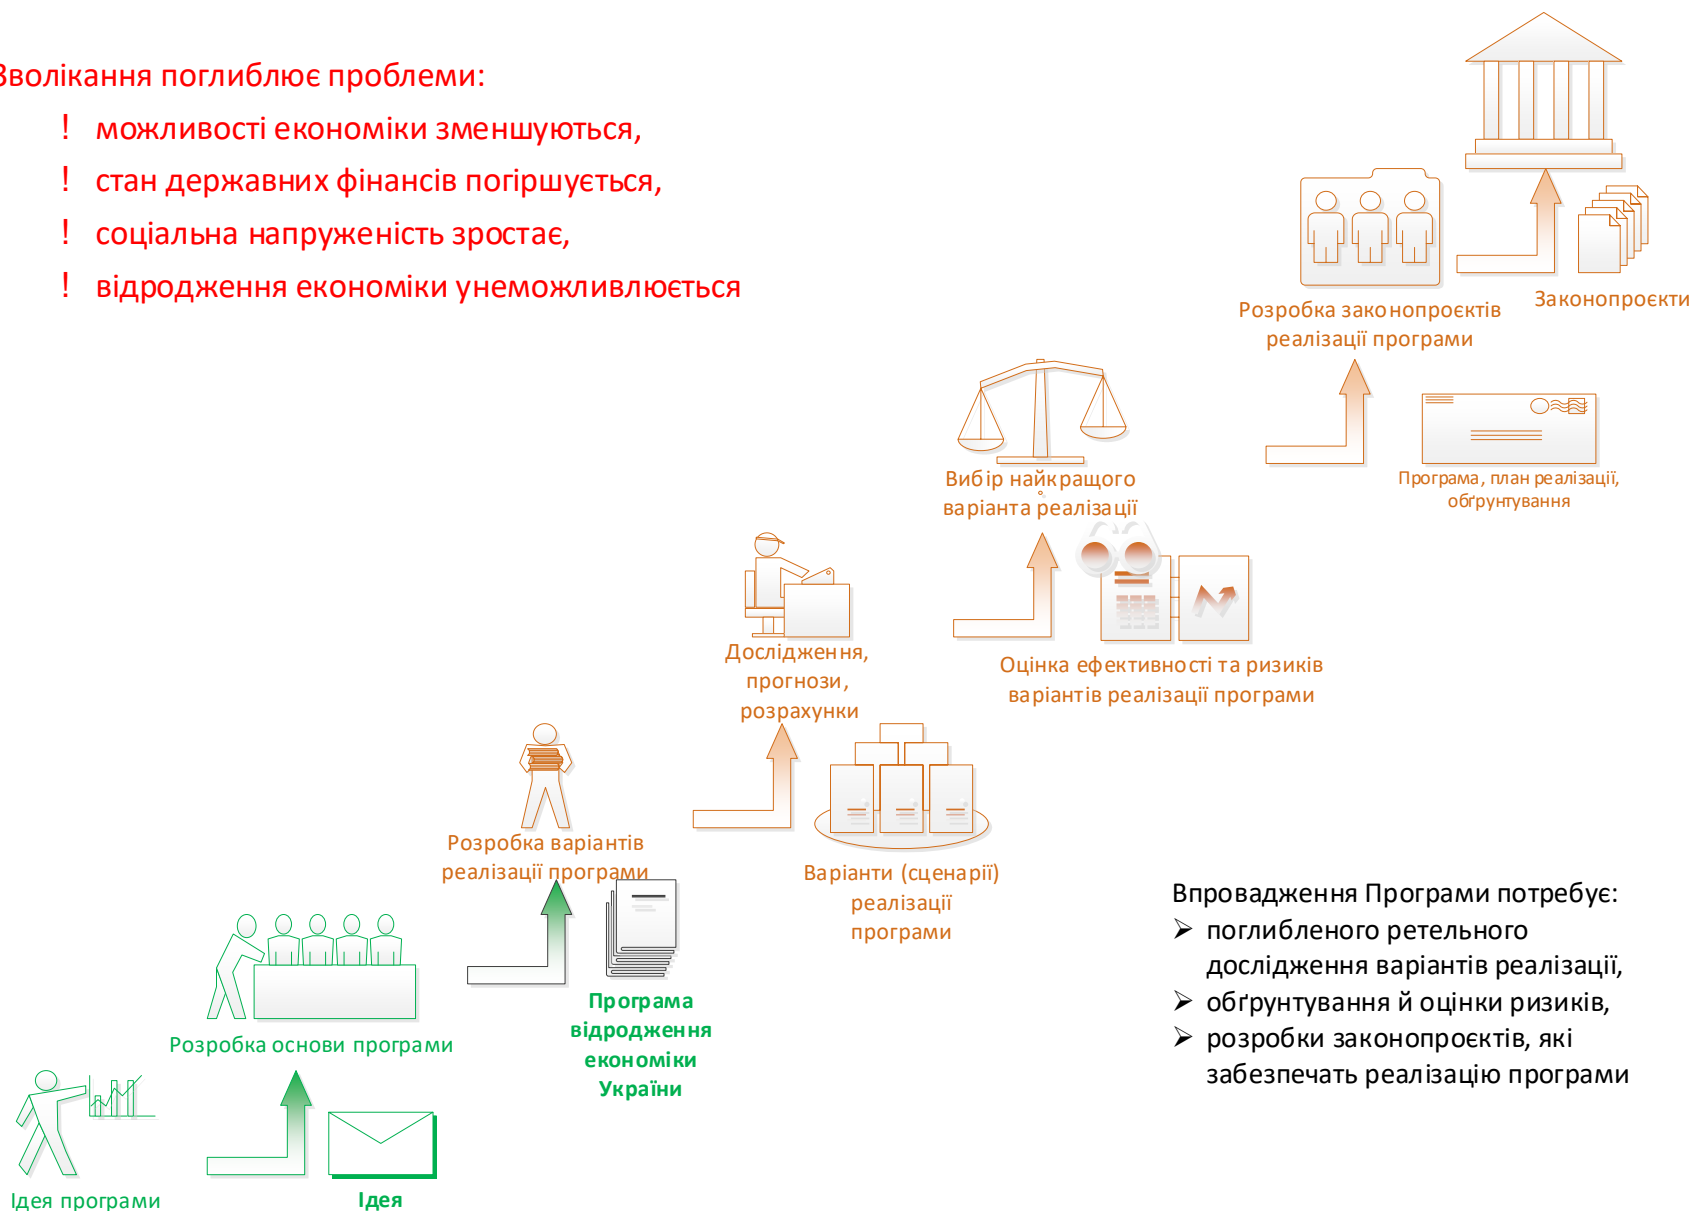 Зволікання поглиблює проблеми:
! можливості економіки зменшуються,
! стан державних фінансів погіршується,
! соціальна напруженість зростає,
! відродження економіки унеможливлюється
Законопроєкти
Розробка законопроєктів
реалізації програми
Програма, план реалізації,
обґрунтування
Вибір найкращого
варіанта реалізації
Оцінка ефективності та ризиків
варіантів реалізації програми
Дослідження,
прогнози,
розрахунки
Варіанти (сценарії)
реалізації
програми
Розробка варіантів
реалізації програми
Програма
відродження
економіки
України
Розробка основи програми
Ідея програми
Ідея
Впровадження Програми потребує:
➢ поглибленого ретельного
дослідження варіантів реалізації,
➢ обґрунтування й оцінки ризиків,
➢ розробки законопроєктів, які
забезпечать реалізацію програми